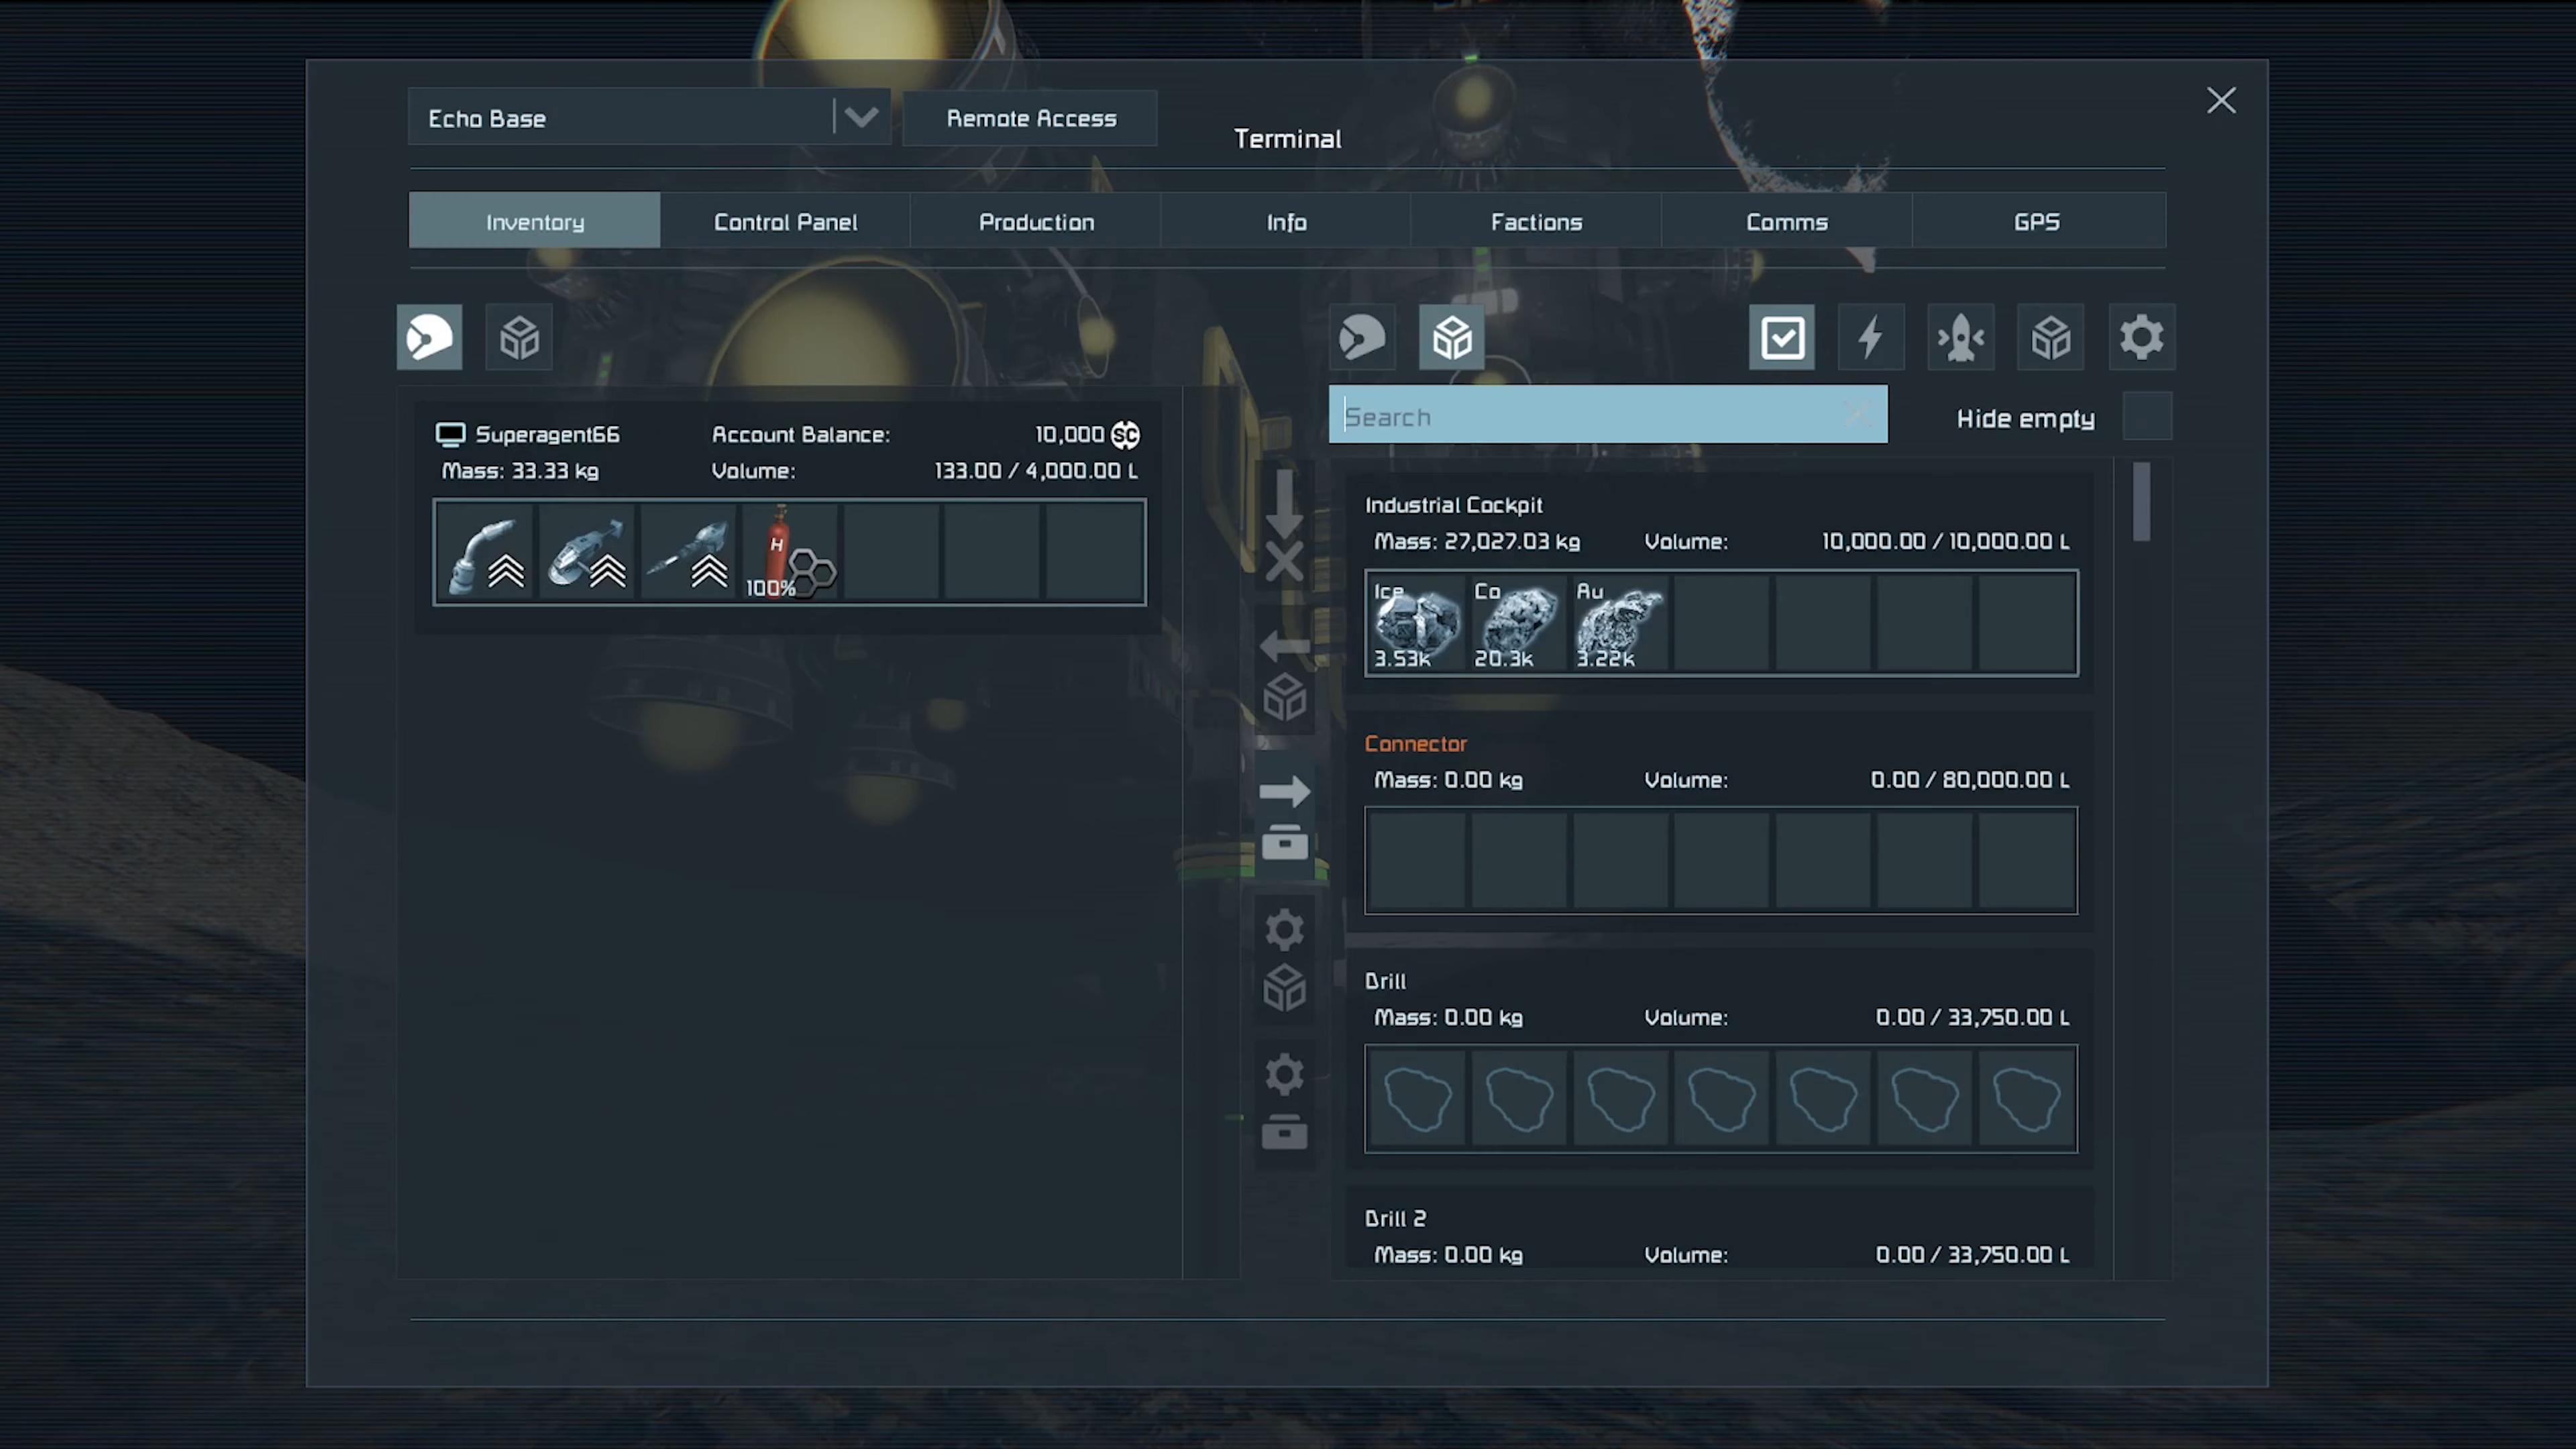 Echo Base
Remote Access
Terminal
Inventory
Control Panel
Production
Info
Factions
Comms
GPS
Search
Hide empty
Superagent66
Account Balance:
10,000 SC
Mass: 33.33 kg
Volume:
133.00 / 4,000.00 L
H
100%
Industrial Cockpit
Mass: 27,027.03 kg
Volume:
10,000.00 / 10,000.00 L
Ice
Co
Au
3.53k
20.3k
3.22k
Connector
Mass: 0.00 kg
Volume:
0.00 / 80,000.00 L
Drill
Mass: 0.00 kg
Volume:
0.00 / 33,750.00 L
Drill 2
Mass: 0.00 kg
Volume:
0.00 / 33,750.00 L